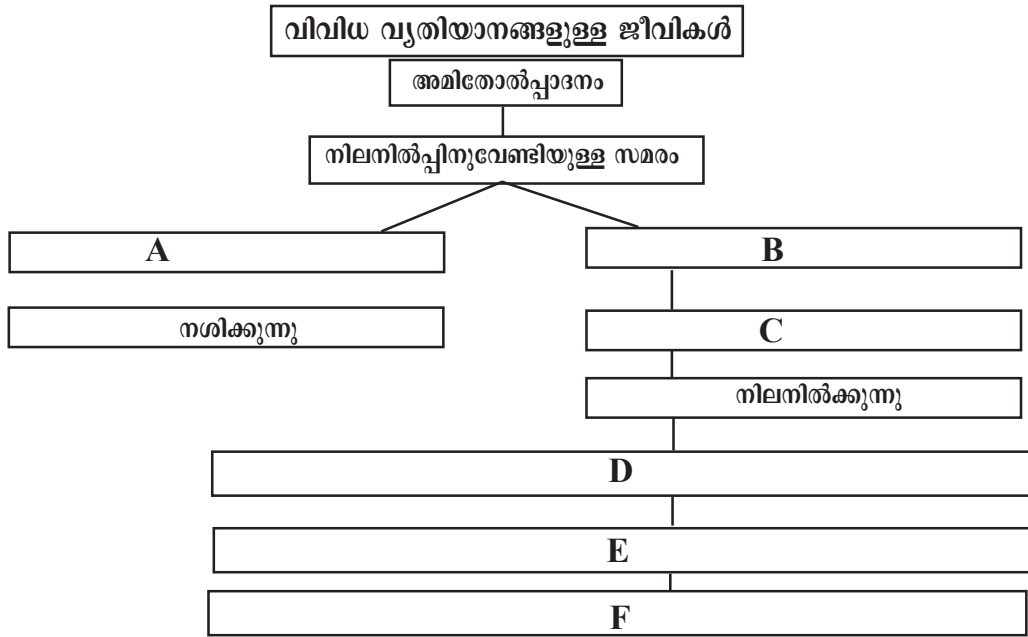 വിവിധ വ്യതിയാനങ്ങളുള്ള ജീവികൾ
അമിതോൽപ്പാദനം
നിലനിൽപ്പിനുവേണ്ടിയുള്ള സമരം
A
B
നശിക്കുന്നു
C
നിലനിൽക്കുന്നു
D
E
F